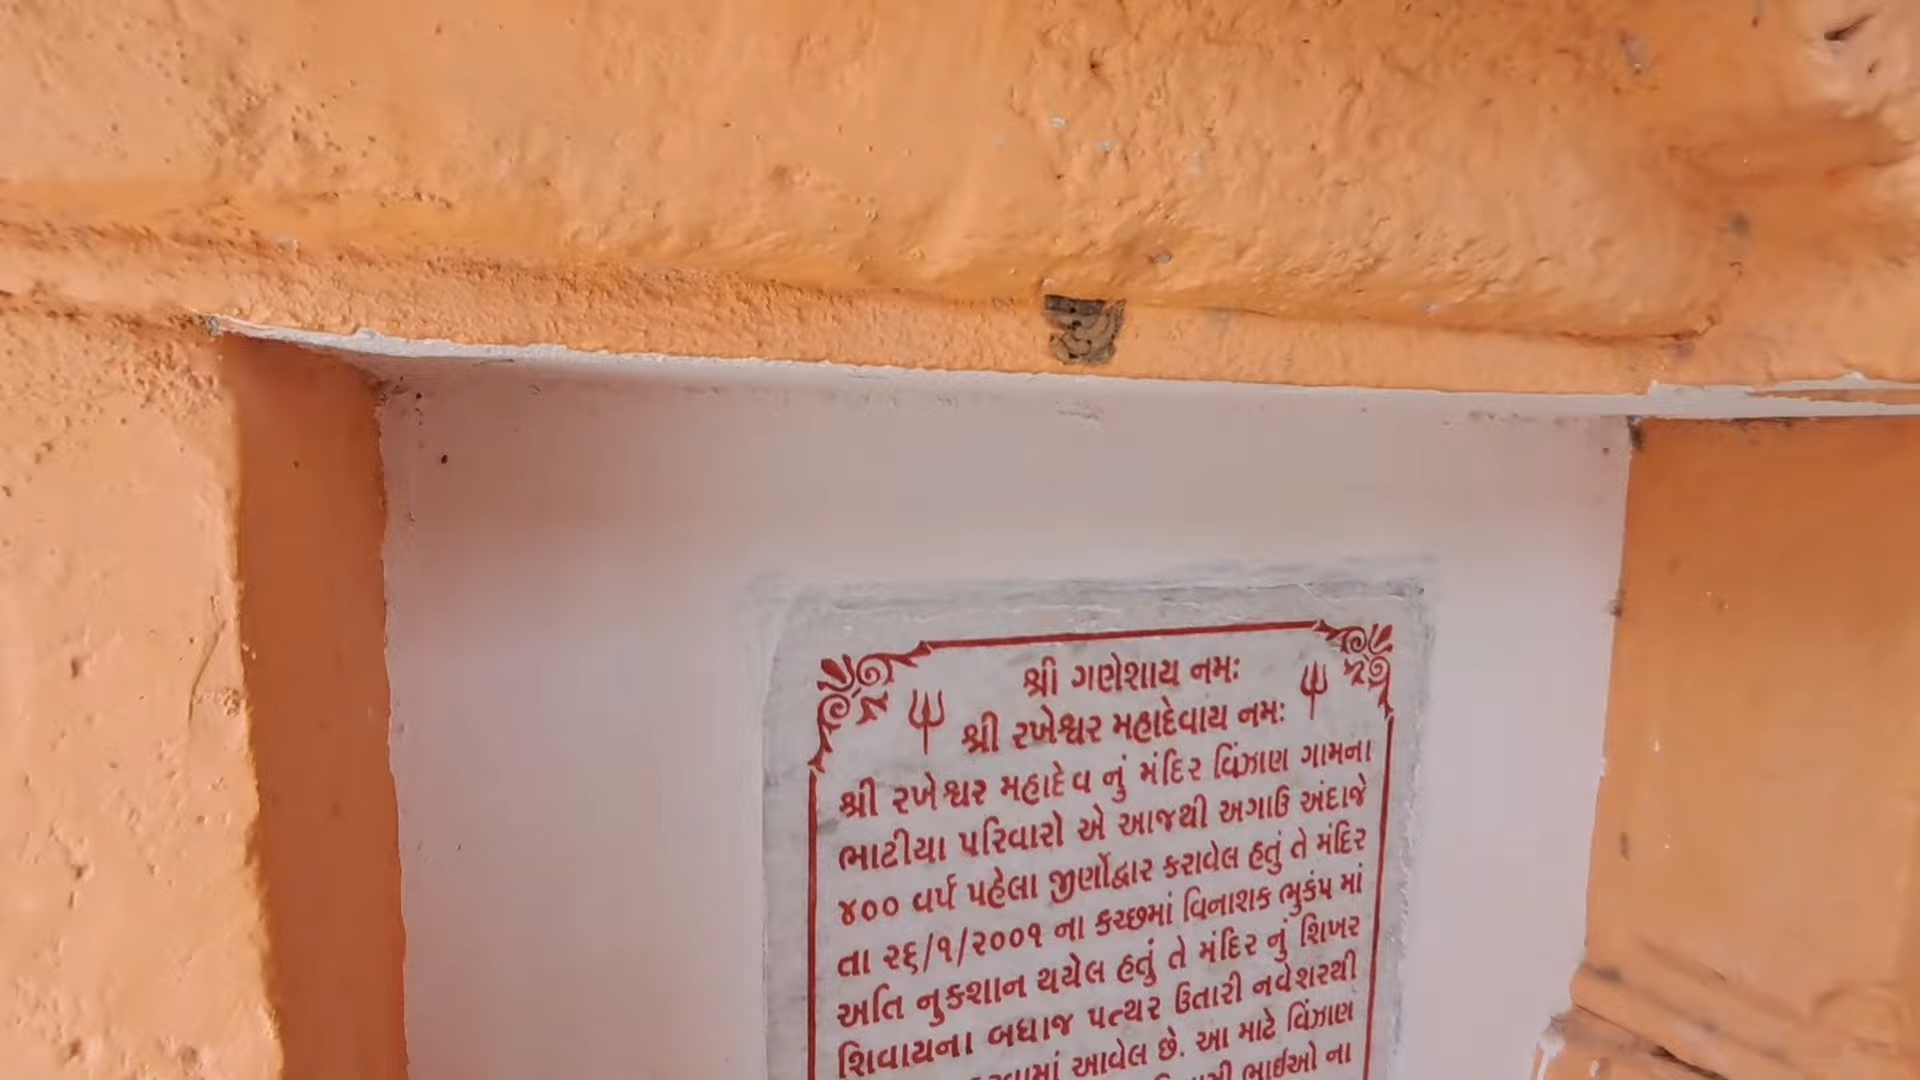 શ્રી ગણેશાય નમઃ
શ્રી રખેશ્વર મહાદેવાય નમઃ
શ્રી રખેશ્વર મહાદેવ નું મંદિર વિંઝાણ ગામના
ભાટીયા પરિવારો એ આજથી અગાઉ અંદાજે
૪૦૦ વર્ષ પહેલા જીર્ણોદ્વાર કરાવેલ હતું તે મંદિર
તા ૨૬/૧/૨૦૦૧ ના કચ્છમાં વિનાશક ભુકંપ માં
અતિ નુકશાન થયેલ હતું તે મંદિર નું શિખર
શિવાયના બધાજ પત્થર ઉતારી નવેશરથી
આવેલ છે. આ માટે વિંઝાણ
ભાઈઓ ના